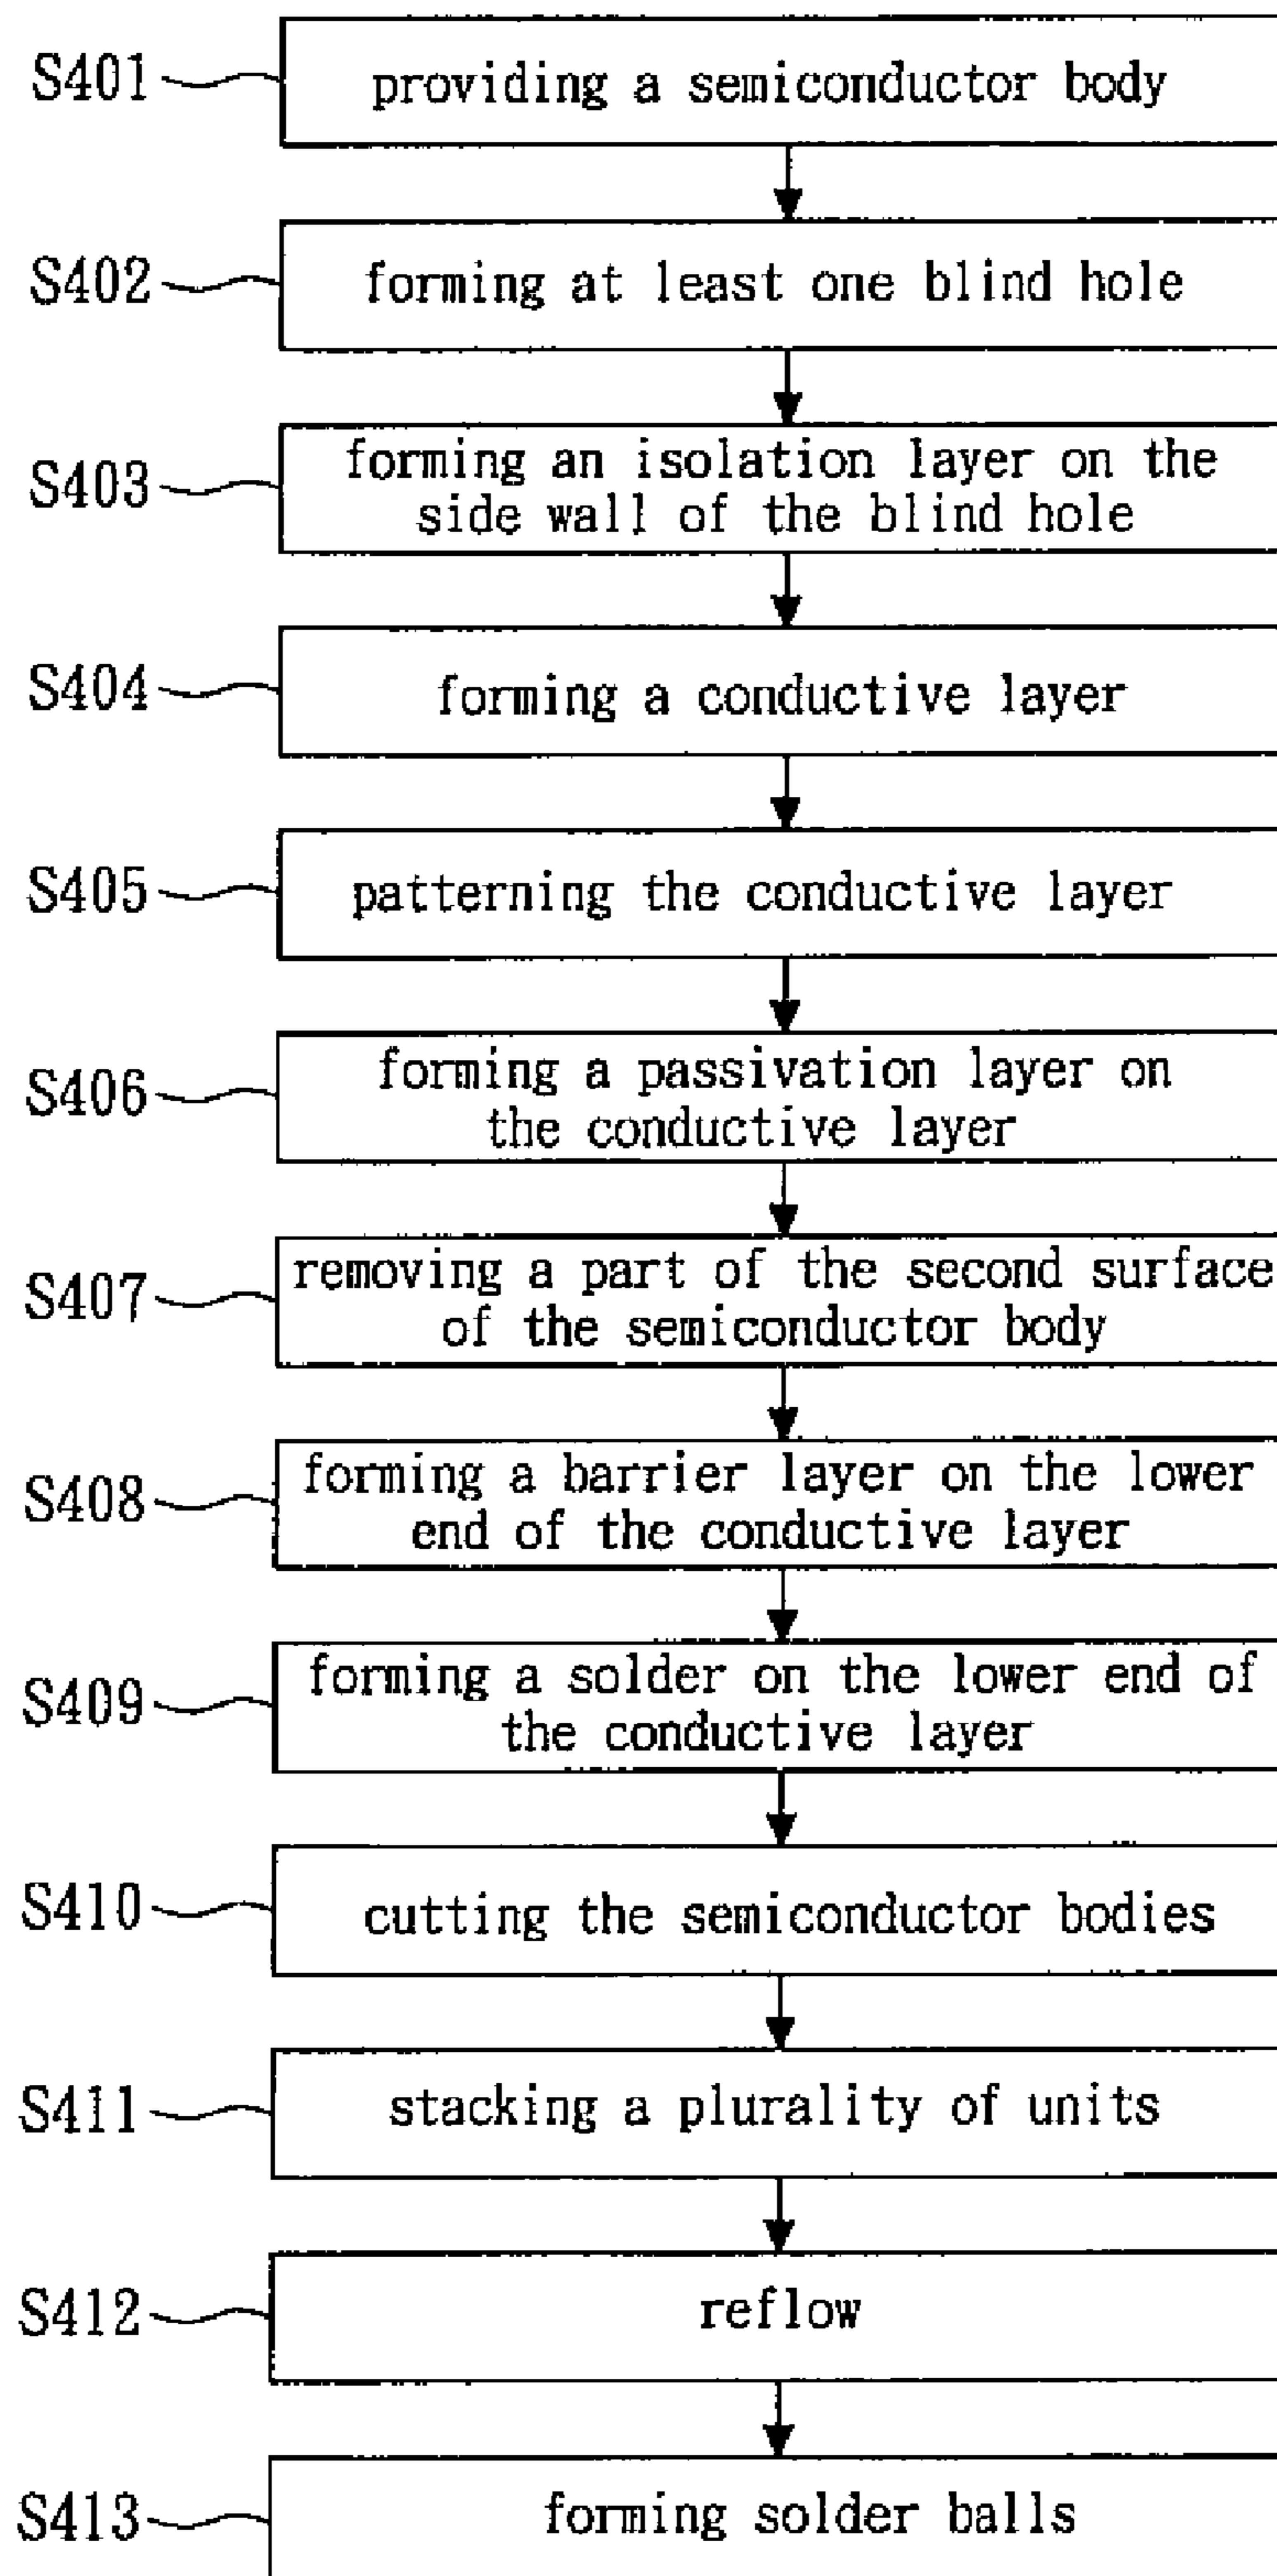 S401 providing a semiconductor body
S402 forming at least one blind hole
S403 forming an isolation layer on the
side wall of the blind hole
S404 forming a conductive layer
S405 patterning the conductive layer
S406 forming a passivation layer on
the conductive layer
S407 removing a part of the second surface
of the semiconductor body
S408 forming a barrier layer on the lower
end of the conductive layer
S409 forming a solder on the lower end of
the conductive layer
S410 cutting the semiconductor bodies
S411 stacking a plurality of units
S412 reflow
S413 forming solder balls